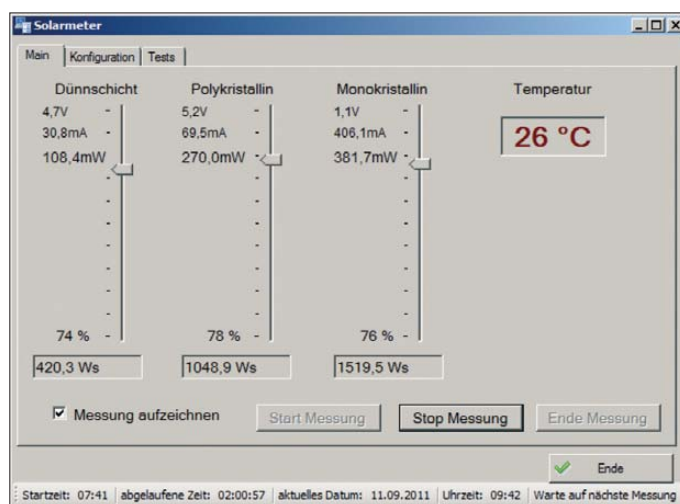 Solarmeter
Main Konfiguration Tests
Dünnschicht Polykristallin Monokristallin Temperatur
4,7V 5,2V 1,1V
30,8mA 69,5mA 406,1mA 26 °C
108,4mW 270,0mW 381,7mW
74 % 78 % 76 %
420,3 Ws 1048,9 Ws 1519,5 Ws
Messung aufzeichnen Start Messung Stop Messung Ende Messung
Ende
Startzeit: 07:41 abgelaufene Zeit: 02:00:57 aktuelles Datum: 11.09.2011 Uhrzeit: 09:42 Warte auf nächste Messung